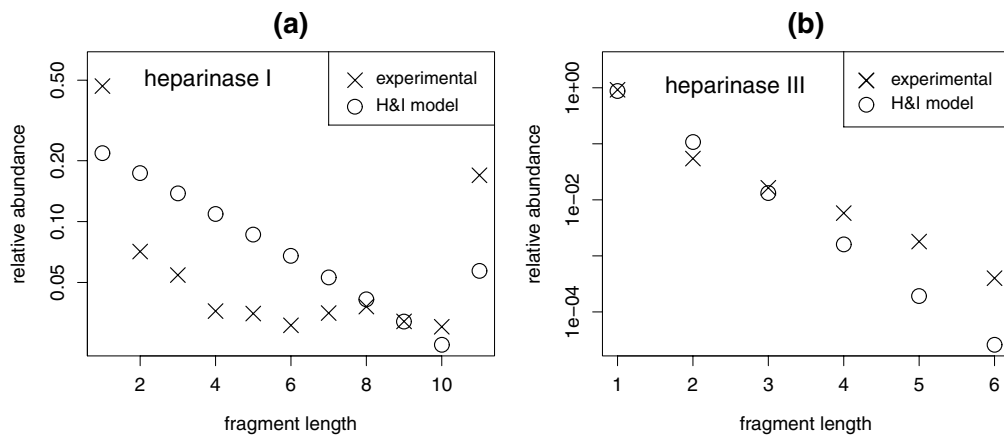 (a)
heparinase I
experimental
H&I model
relative abundance
0.50
0.20
0.10
0.05
2 4 6 8 10
fragment length
(b)
heparinase III
experimental
H&I model
relative abundance
1e+00
1e-02
1e-04
1 2 3 4 5 6
fragment length